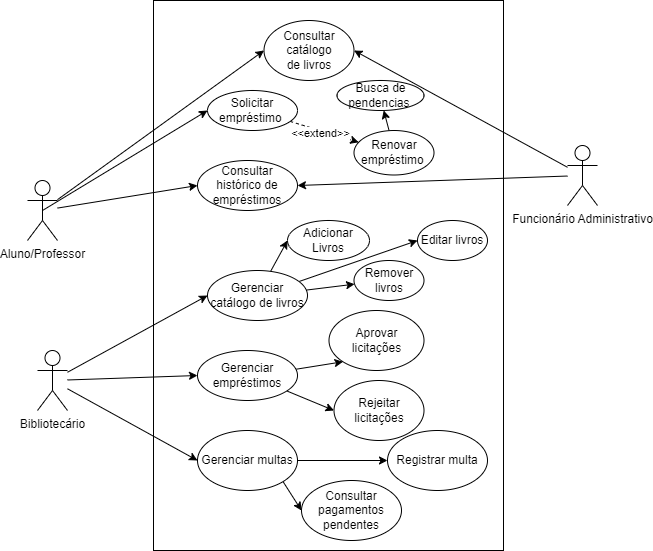 Consultar
catálogo
de livros
Busca de
pendencias
Solicitar
empréstimo
<<extend>>
Renovar
empréstimo
Consultar
histórico de
empréstimos
Aluno/Professor
Funcionário Administrativo
Adicionar
Livros
Editar livros
Gerenciar
catálogo de livros
Remover
livros
Aprovar
licitações
Gerenciar
empréstimos
Rejeitar
licitações
Bibliotecário
Gerenciar multas
Registrar multa
Consultar
pagamentos
pendentes